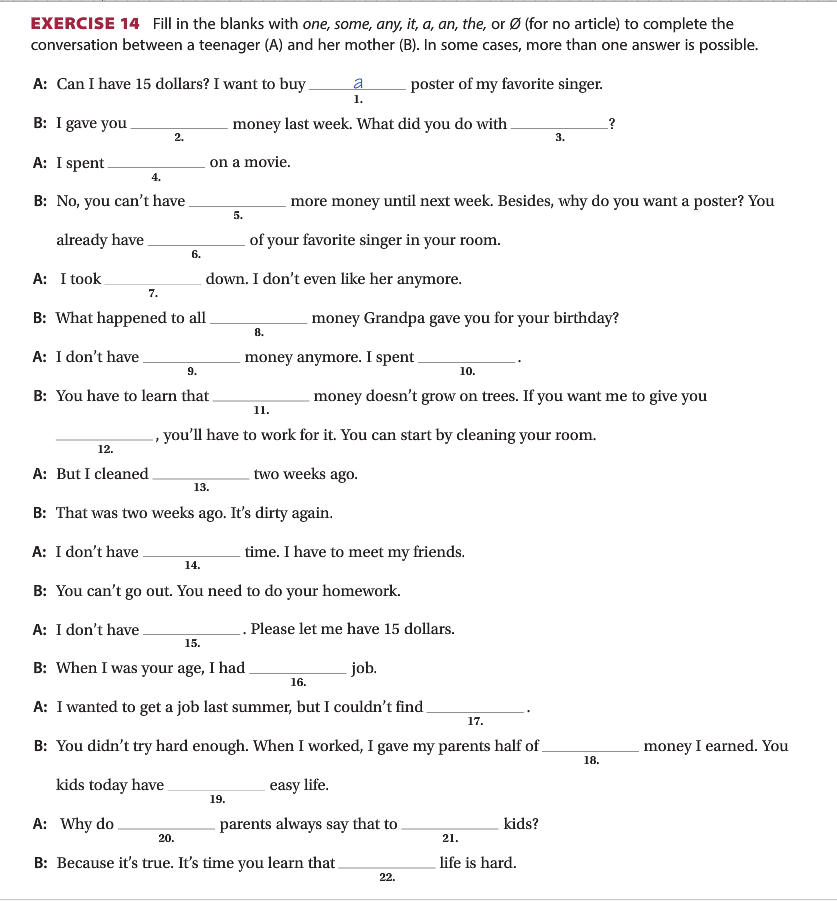 EXERCISE 14 Fill in the blanks with one, some, any, it, a, an, the, or Ø (for no article) to complete the
conversation between a teenager (A) and her mother (B). In some cases, more than one answer is possible.
A: Can I have 15 dollars? I want to buy ____a____ poster of my favorite singer.
1.
B: I gave you ________ money last week. What did you do with ________?
2. 3.
A: I spent ________ on a movie.
4.
B: No, you can't have ________ more money until next week. Besides, why do you want a poster? You
5.
already have ________ of your favorite singer in your room.
6.
A: I took ________ down. I don't even like her anymore.
7.
B: What happened to all ________ money Grandpa gave you for your birthday?
8.
A: I don't have ________ money anymore. I spent ________.
9. 10.
B: You have to learn that ________ money doesn't grow on trees. If you want me to give you
11.
________, you'll have to work for it. You can start by cleaning your room.
12.
A: But I cleaned ________ two weeks ago.
13.
B: That was two weeks ago. It's dirty again.
A: I don't have ________ time. I have to meet my friends.
14.
B: You can't go out. You need to do your homework.
A: I don't have ________. Please let me have 15 dollars.
15.
B: When I was your age, I had ________ job.
16.
A: I wanted to get a job last summer, but I couldn't find ________.
17.
B: You didn't try hard enough. When I worked, I gave my parents half of ________ money I earned. You
18.
kids today have ________ easy life.
19.
A: Why do ________ parents always say that to ________ kids?
20. 21.
B: Because it's true. It's time you learn that ________ life is hard.
22.